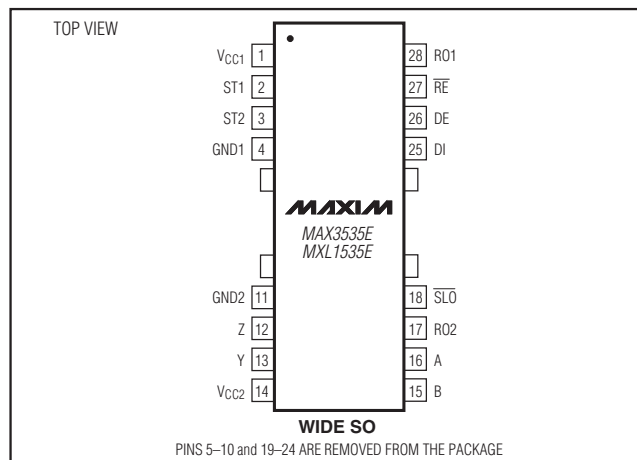 TOP VIEW
VCC1 1 28 RO1
ST1 2 27 RE
ST2 3 26 DE
GND1 4 25 DI
MAXIM
MAX3535E
MXL1535E
GND2 11 18 SLO
Z 12 17 RO2
Y 13 16 A
VCC2 14 15 B
WIDE SO
PINS 5–10 and 19–24 ARE REMOVED FROM THE PACKAGE